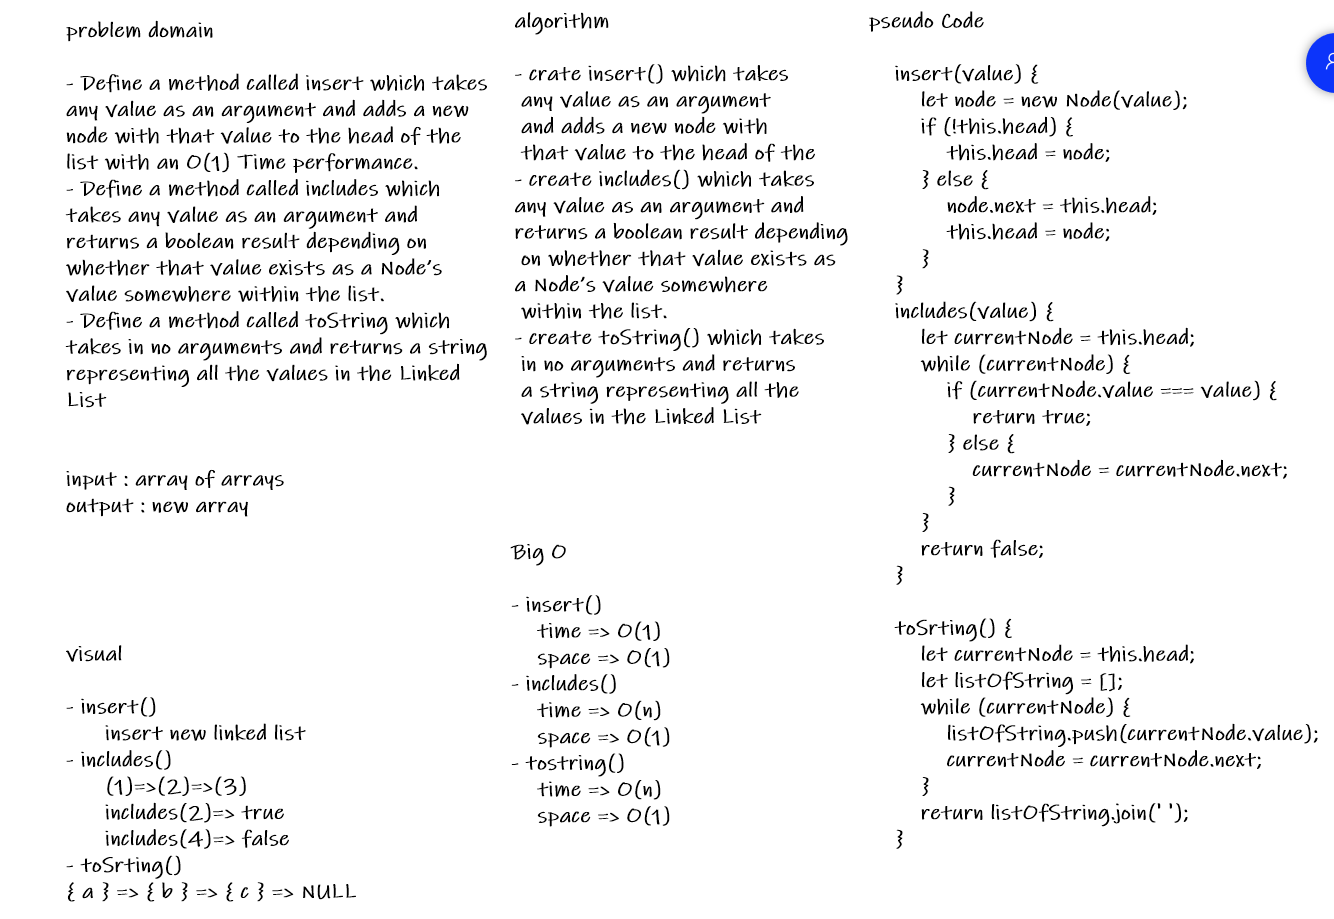 problem domain
- Define a method called insert which takes
any value as an argument and adds a new
node with that value to the head of the
list with an O(1) Time performance.
- Define a method called includes which
takes any value as an argument and
returns a boolean result depending on
whether that value exists as a Node's
value somewhere within the list.
- Define a method called toString which
takes in no arguments and returns a string
representing all the values in the Linked
List
input : array of arrays
output : new array
visual
- insert()
insert new linked list
- includes()
(1)=>(2)=>(3)
includes(2)=> true
includes(4)=> false
- toSrting()
{ a } => { b } => { c } => NULL
algorithm
- crate insert() which takes
any value as an argument
and adds a new node with
that value to the head of the
- create includes() which takes
any value as an argument and
returns a boolean result depending
on whether that value exists as
a Node's value somewhere
within the list.
- create toString() which takes
in no arguments and returns
a string representing all the
values in the Linked List
Big O
- insert()
time => O(1)
space => O(1)
- includes()
time => O(n)
space => O(1)
- tostring()
time => O(n)
space => O(1)
pseudo Code
insert(value) {
let node = new Node(value);
if (!this.head) {
this.head = node;
} else {
node.next = this.head;
this.head = node;
}
}
includes(value) {
let currentNode = this.head;
while (currentNode) {
if (currentNode.value === value) {
return true;
} else {
currentNode = currentNode.next;
}
}
return false;
}
toSrting() {
let currentNode = this.head;
let listOfString = [];
while (currentNode) {
listOfString.push(currentNode.value);
currentNode = currentNode.next;
}
return listOfString.join(' ');
}